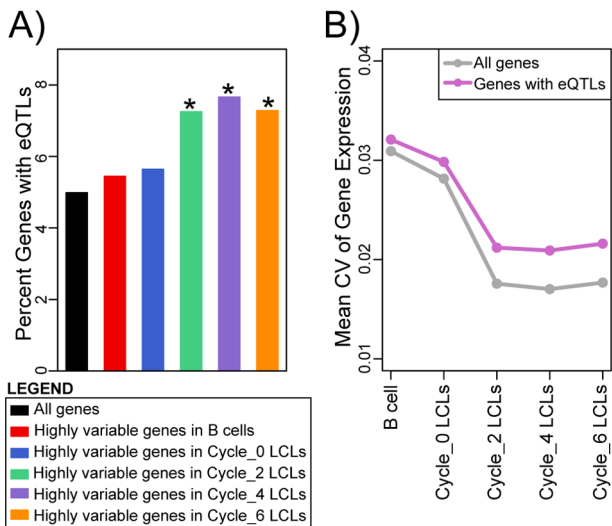 A)
Percent Genes with eQTLs
8
6
4
2
0
* * *
LEGEND
All genes
Highly variable genes in B cells
Highly variable genes in Cycle_0 LCLs
Highly variable genes in Cycle_2 LCLs
Highly variable genes in Cycle_4 LCLs
Highly variable genes in Cycle_6 LCLs
B)
Mean CV of Gene Expression
0.04
0.03
0.02
0.01
All genes
Genes with eQTLs
B cell
Cycle_0 LCLs
Cycle_2 LCLs
Cycle_4 LCLs
Cycle_6 LCLs